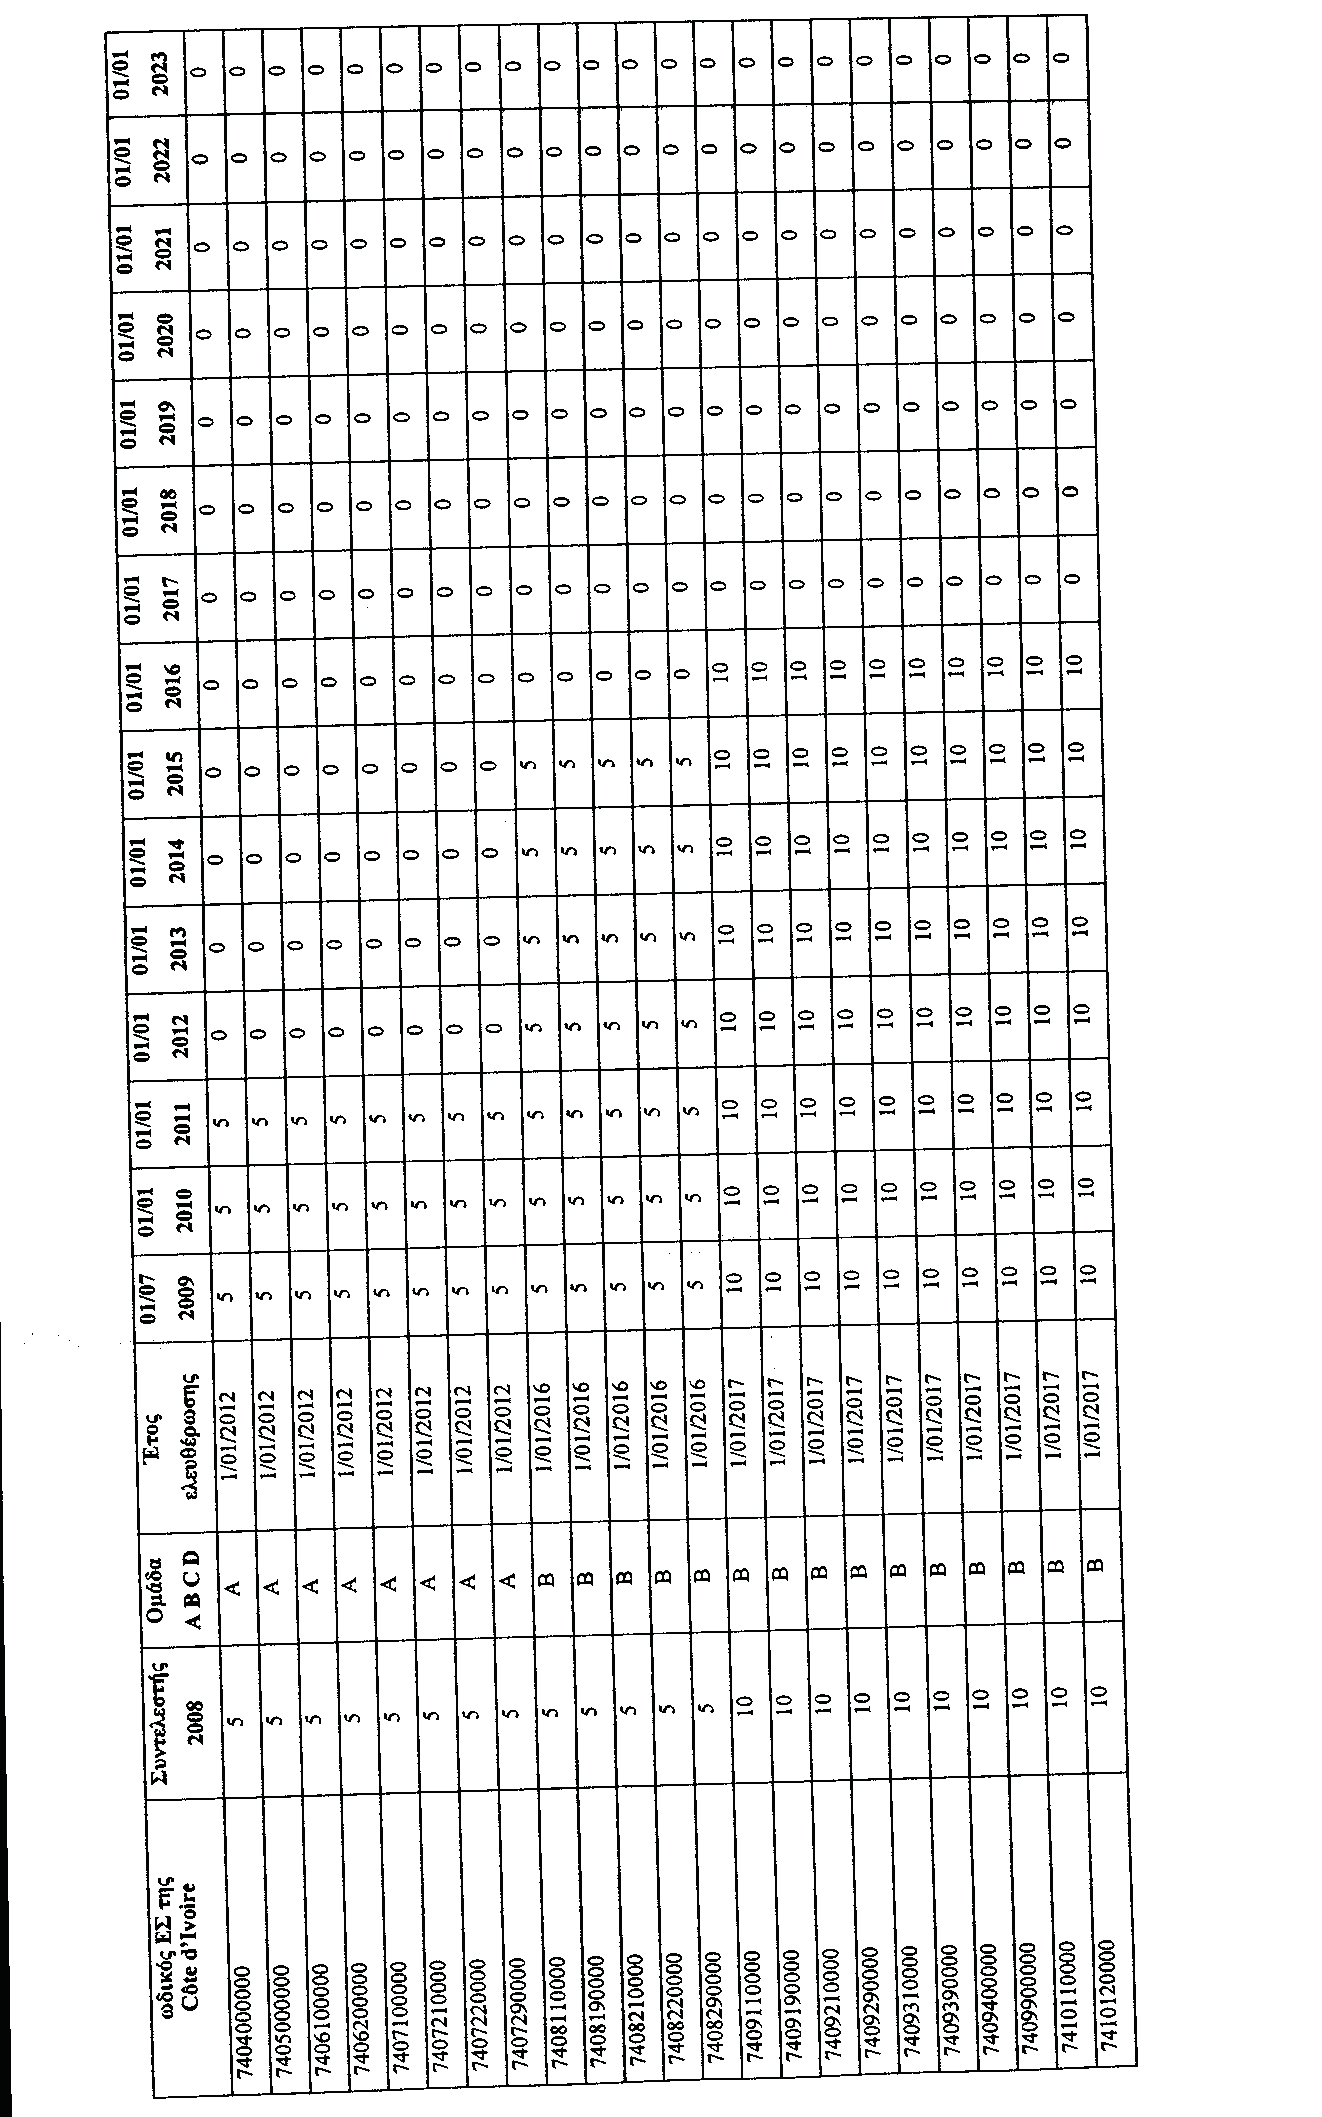 ωδικός ΕΣ της Côte d'Ivoire Συντελεστής 2008 Ομάδα A B C D Έτος ελευθέρωσης 01/07 2009 01/01 2010 01/01 2011 01/01 2012 01/01 2013 01/01 2014 01/01 2015 01/01 2016 01/01 2017 01/01 2018 01/01 2019 01/01 2020 01/01 2021 01/01 2022 01/01 2023
7404000000 5 A 1/01/2012 5 5 5 0 0 0 0 0 0 0 0 0 0 0 0
7405000000 5 A 1/01/2012 5 5 5 0 0 0 0 0 0 0 0 0 0 0 0
7406100000 5 A 1/01/2012 5 5 5 0 0 0 0 0 0 0 0 0 0 0 0
7406200000 5 A 1/01/2012 5 5 5 0 0 0 0 0 0 0 0 0 0 0 0
7407100000 5 A 1/01/2012 5 5 5 0 0 0 0 0 0 0 0 0 0 0 0
7407210000 5 A 1/01/2012 5 5 5 0 0 0 0 0 0 0 0 0 0 0 0
7407220000 5 A 1/01/2012 5 5 5 0 0 0 0 0 0 0 0 0 0 0 0
7407290000 5 A 1/01/2012 5 5 5 0 0 0 0 0 0 0 0 0 0 0 0
7408110000 5 B 1/01/2016 5 5 5 5 5 5 5 0 0 0 0 0 0 0 0
7408190000 5 B 1/01/2016 5 5 5 5 5 5 5 0 0 0 0 0 0 0 0
7408210000 5 B 1/01/2016 5 5 5 5 5 5 5 0 0 0 0 0 0 0 0
7408220000 5 B 1/01/2016 5 5 5 5 5 5 5 0 0 0 0 0 0 0 0
7408290000 5 B 1/01/2016 5 5 5 5 5 5 5 0 0 0 0 0 0 0 0
7409110000 10 B 1/01/2017 10 10 10 10 10 10 10 10 0 0 0 0 0 0 0
7409190000 10 B 1/01/2017 10 10 10 10 10 10 10 10 0 0 0 0 0 0 0
7409210000 10 B 1/01/2017 10 10 10 10 10 10 10 10 0 0 0 0 0 0 0
7409290000 10 B 1/01/2017 10 10 10 10 10 10 10 10 0 0 0 0 0 0 0
7409310000 10 B 1/01/2017 10 10 10 10 10 10 10 10 0 0 0 0 0 0 0
7409390000 10 B 1/01/2017 10 10 10 10 10 10 10 10 0 0 0 0 0 0 0
7409400000 10 B 1/01/2017 10 10 10 10 10 10 10 10 0 0 0 0 0 0 0
7409900000 10 B 1/01/2017 10 10 10 10 10 10 10 10 0 0 0 0 0 0 0
7410110000 10 B 1/01/2017 10 10 10 10 10 10 10 10 0 0 0 0 0 0 0
7410120000 10 B 1/01/2017 10 10 10 10 10 10 10 10 0 0 0 0 0 0 0